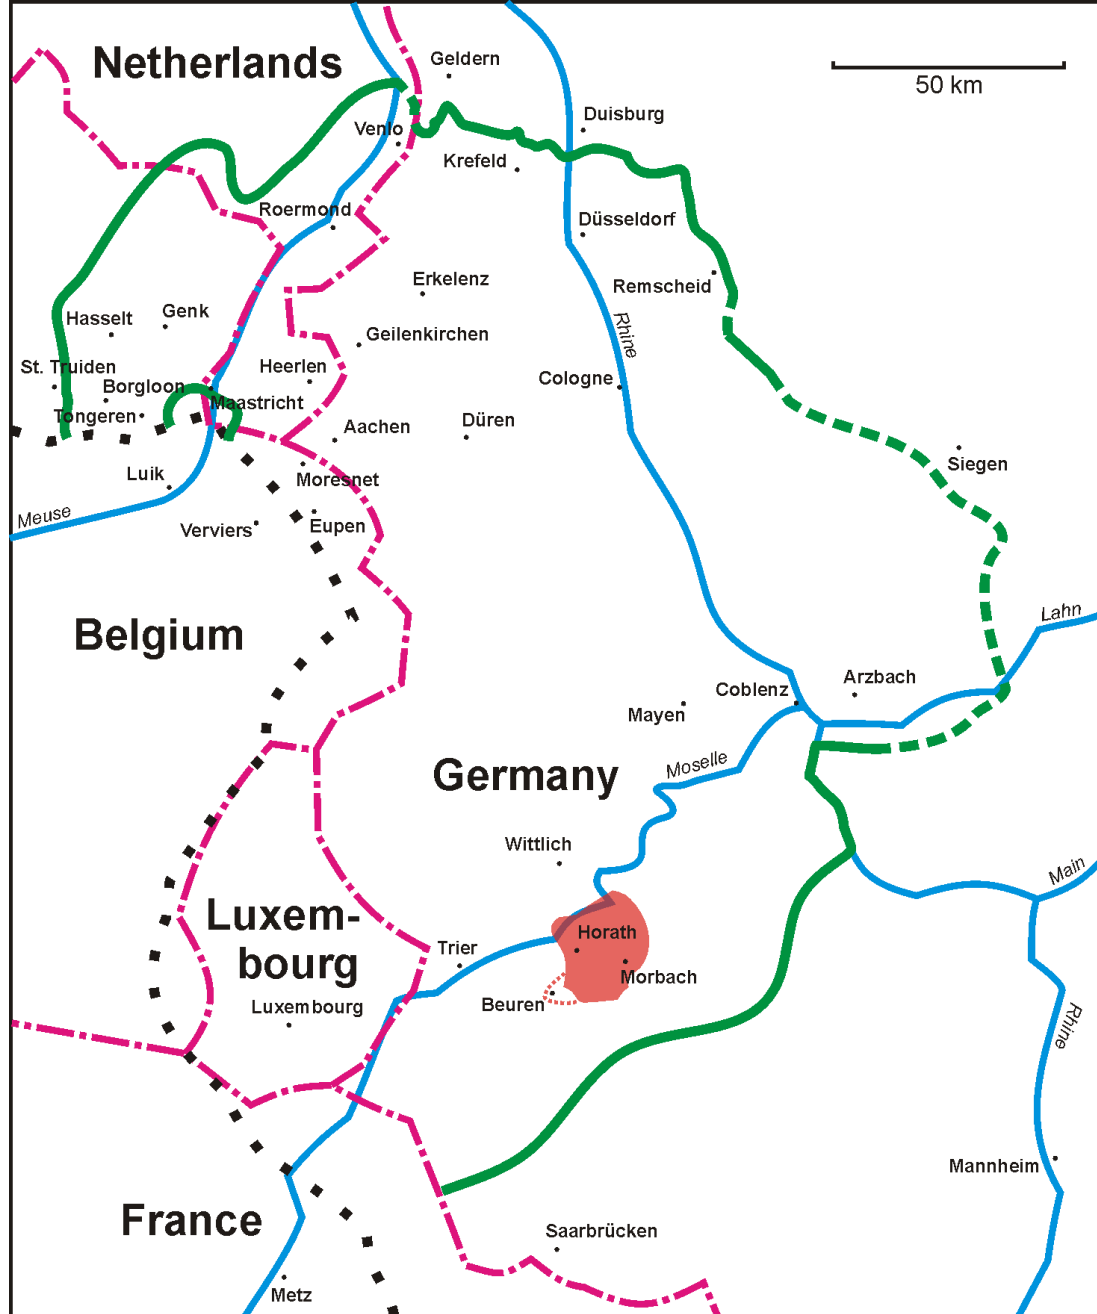 Netherlands
Geldern
50 km
Duisburg
Venlo
Krefeld
Roermond
Düsseldorf
Erkelenz
Remscheid
Genk
Hasselt
Geilenkirchen
Rhine
St. Truiden
Heerlen
Cologne
Borgloon
Maastricht
Tongeren
Aachen
Düren
Siegen
Luik
Moresnet
Meuse
Verviers
Eupen
Belgium
Lahn
Arzbach
Coblenz
Mayen
Germany
Moselle
Wittlich
Main
Luxem-
bourg
Horath
Trier
Morbach
Beuren
Luxembourg
Rhine
Mannheim
France
Saarbrücken
Metz